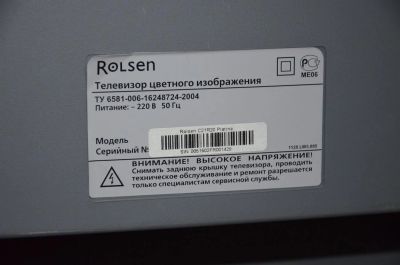 ROLSEN
Телевизор цветного изображения
ТУ 6581-006-16248724-2004
Питание: ~ 220 В 50 Гц
МЕ06
Rolsen C21R20 Platina
Модель
Серийный №
ВНИМАНИЕ! ВЫСОКОЕ НАПРЯЖЕНИЕ!
Снимать заднюю крышку телевизора, проводить
техническое обслуживание и ремонт разрешается
только специалистам сервисной службы.